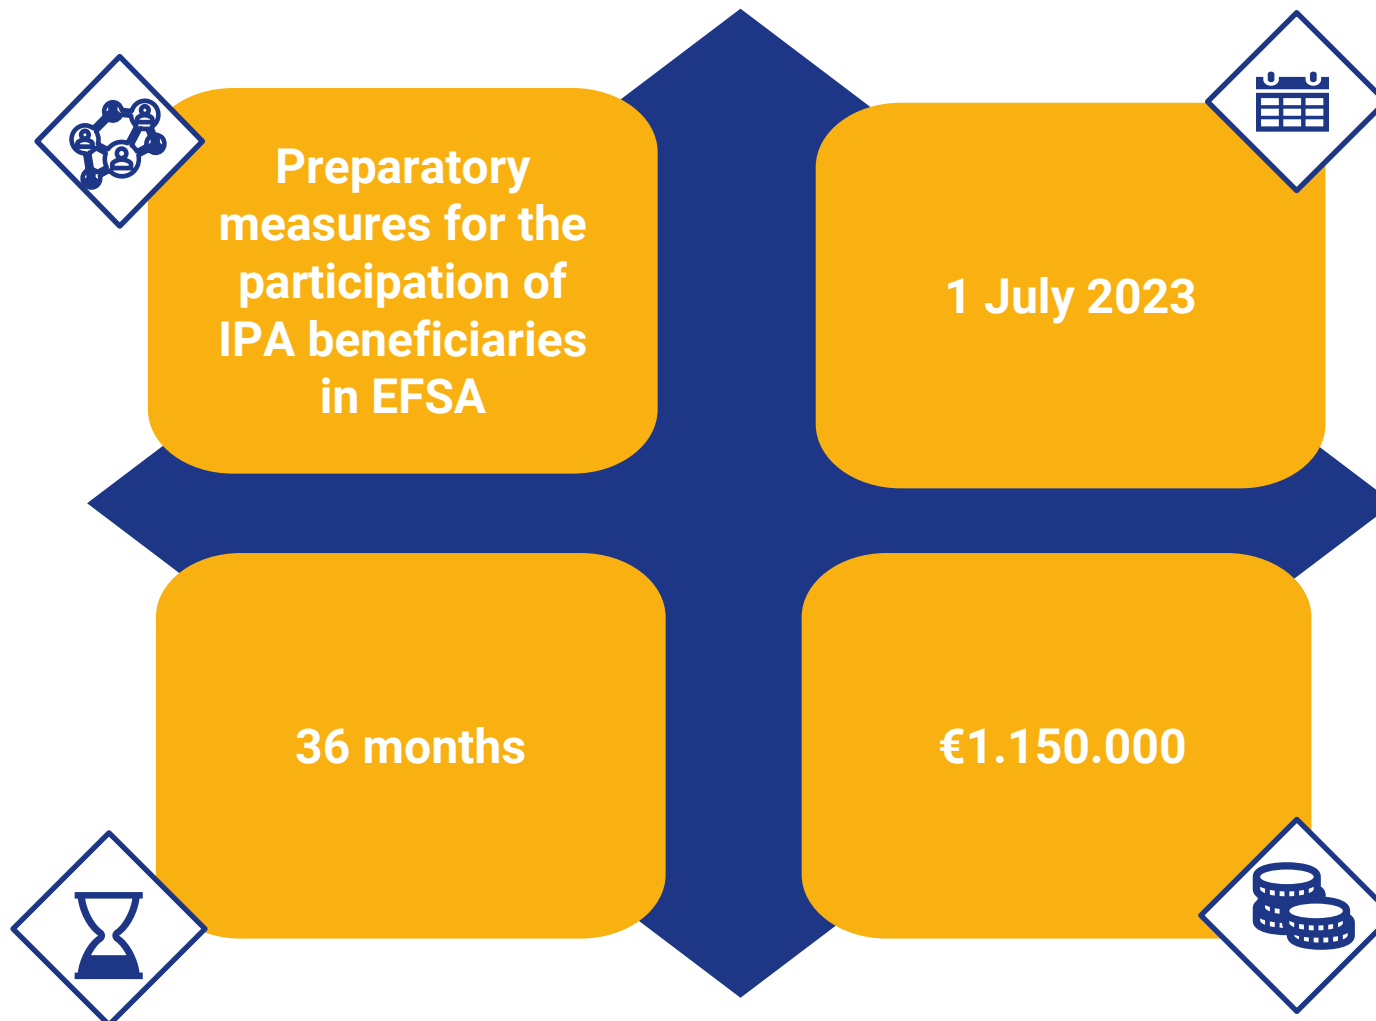 Preparatory
measures for the
participation of
IPA beneficiaries
in EFSA
1 July 2023
36 months
€1.150.000